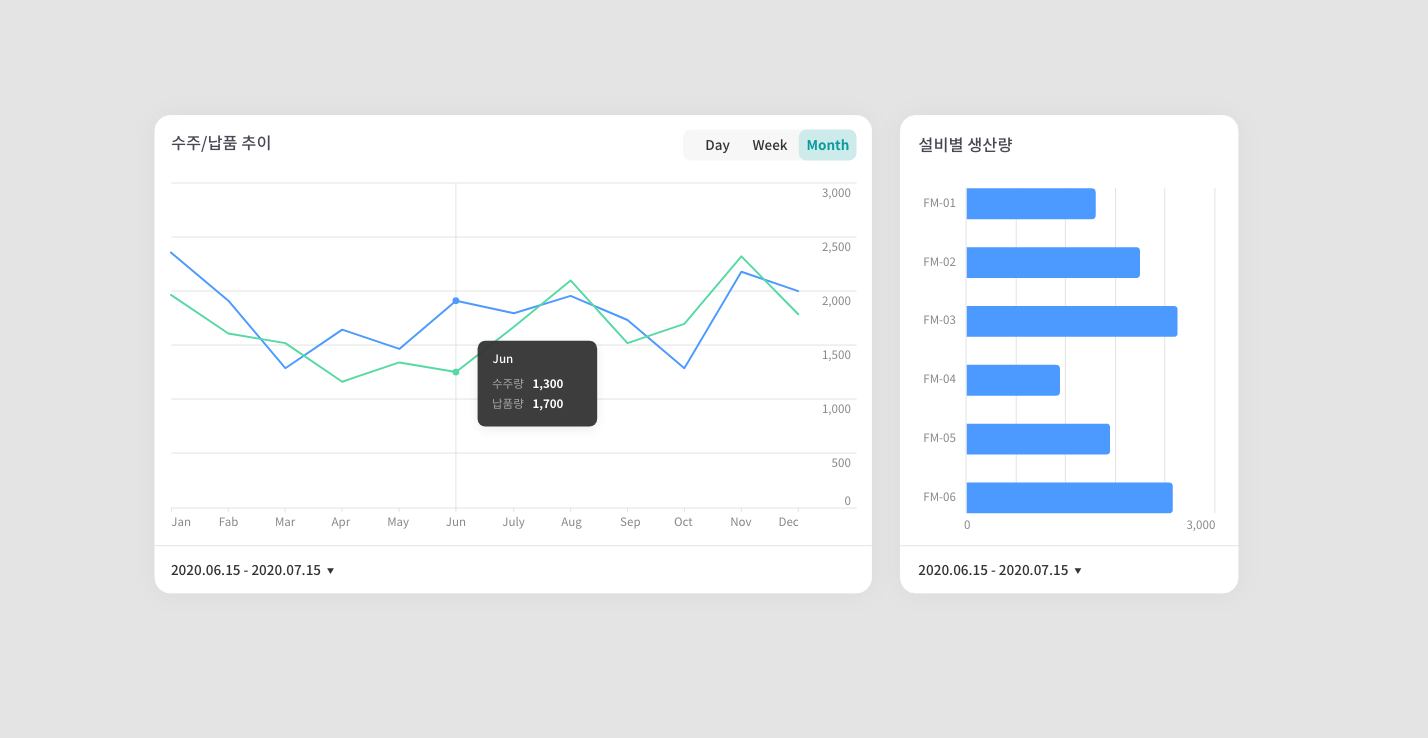 수주/납품 추이
Day Week Month
3,000
2,500
2,000
1,500
1,000
500
0
Jun
수주량 1,300
납품량 1,700
Jan Fab Mar Apr May Jun July Aug Sep Oct Nov Dec
2020.06.15 - 2020.07.15 ▼
설비별 생산량
FM-01
FM-02
FM-03
FM-04
FM-05
FM-06
0 3,000
2020.06.15 - 2020.07.15 ▼